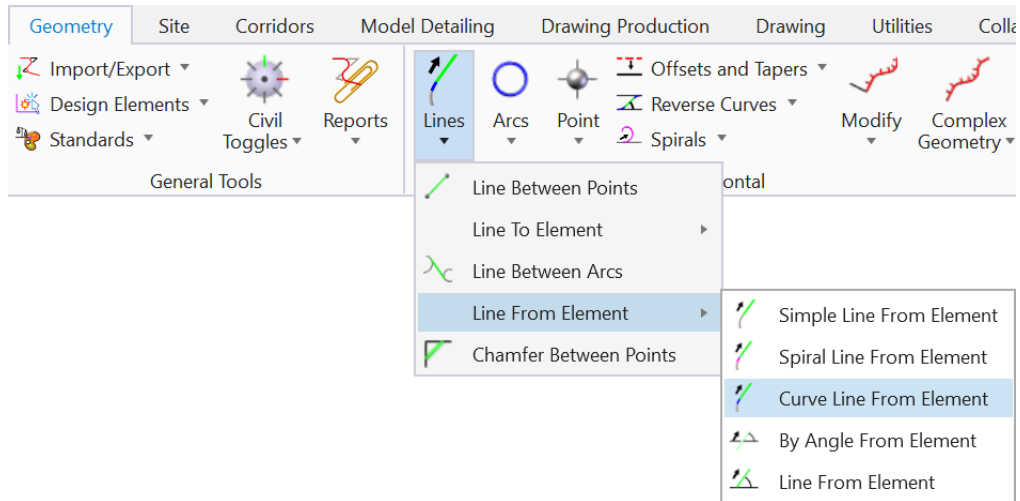 Geometry Site Corridors Model Detailing Drawing Production Drawing Utilities Colla
Import/Export
Design Elements
Standards
Civil
Toggles
Reports
General Tools
Lines
Arcs
Point
Offsets and Tapers
Reverse Curves
Spirals
Modify
Complex
Geometry
ontal
Line Between Points
Line To Element
Line Between Arcs
Line From Element
Chamfer Between Points
Simple Line From Element
Spiral Line From Element
Curve Line From Element
By Angle From Element
Line From Element